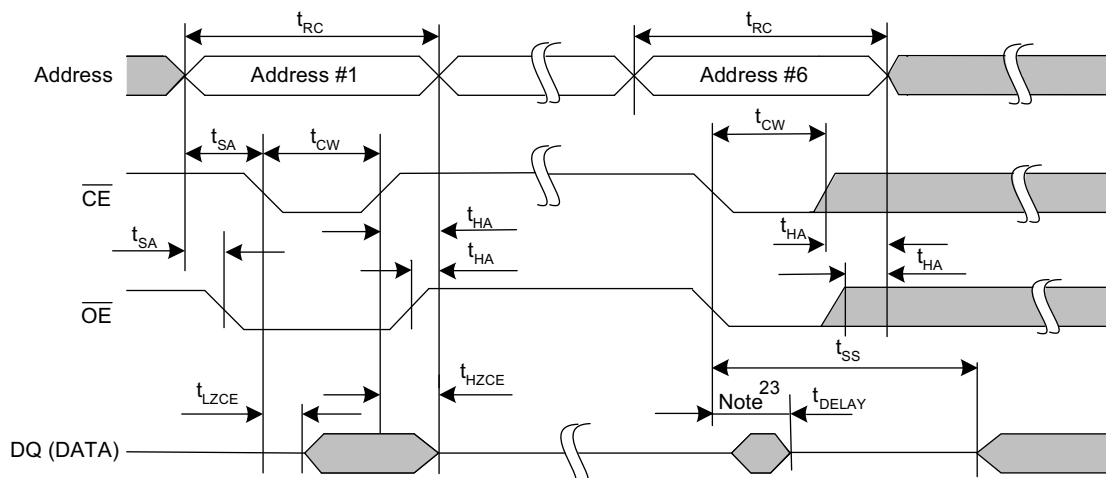 tRC
tRC
Address
Address #1
Address #6
tSA
tCW
tCW
CE
tSA
tHA
tHA
tHA
tHA
OE
tSS
tLZCE
tHZCE
Note23
tDELAY
DQ (DATA)